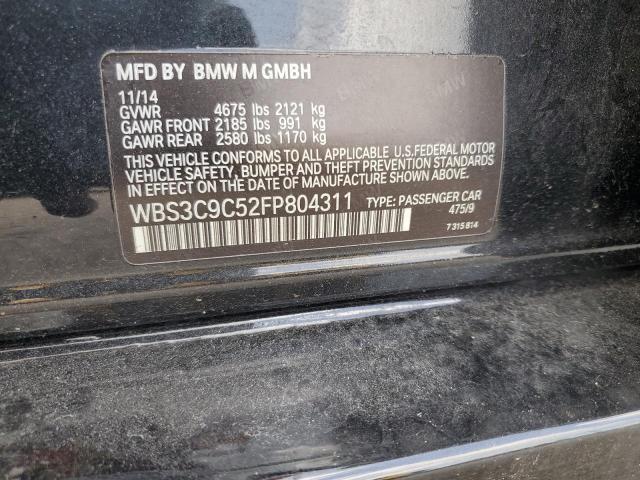 MFD BY BMW M GMBH
11/14
GVWR 4675 lbs 2121 kg
GAWR FRONT 2185 lbs 991 kg
GAWR REAR 2580 lbs 1170 kg
THIS VEHICLE CONFORMS TO ALL APPLICABLE U.S.FEDERAL MOTOR
VEHICLE SAFETY, BUMPER AND THEFT PREVENTION STANDARDS
IN EFFECT ON THE DATE OF MANUFACTURE SHOWN ABOVE.
WBS3C9C52FP804311 TYPE: PASSENGER CAR
475/9
7315814